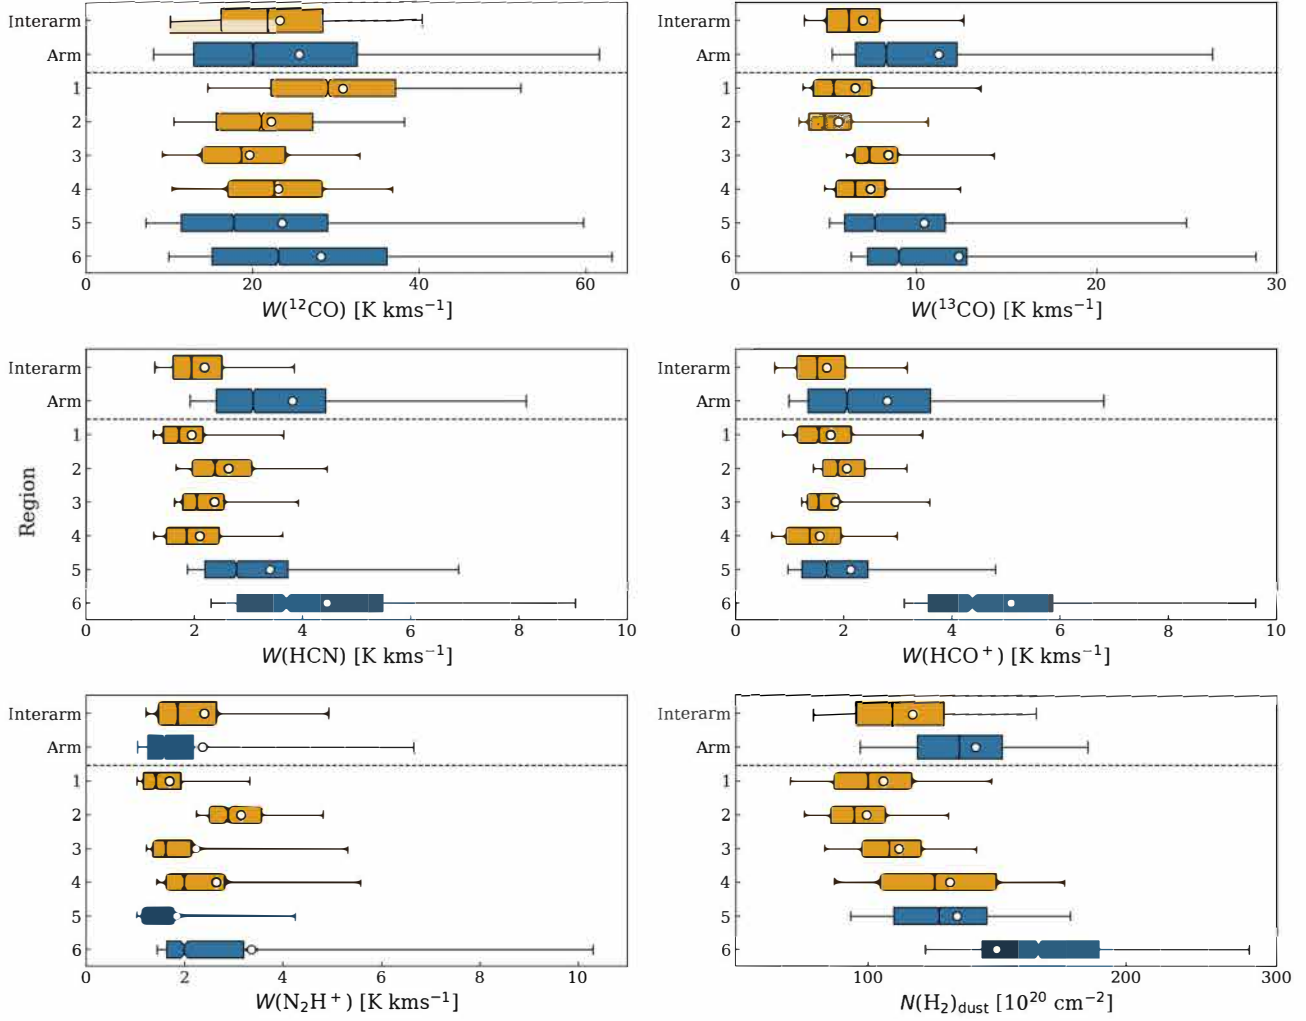 Interarm
Arm
1
2
3
4
5
6
0 20 40 60
W(¹²CO) [K kms⁻¹]
0 10 20 30
W(¹³CO) [K kms⁻¹]
Region
Interarm
Arm
1
2
3
4
5
6
0 2 4 6 8 10
W(HCN) [K kms⁻¹]
Interarm
Arm
1
2
3
4
5
6
0 2 4 6 8 10
W(HCO⁺) [K kms⁻¹]
Interarm
Arm
1
2
3
4
5
6
0 2 4 6 8 10
W(N₂H⁺) [K kms⁻¹]
Interarm
Arm
1
2
3
4
5
6
100 200 300
N(H₂)dust [10²⁰ cm⁻²]
Interarm
Arm
1
2
3
4
5
6